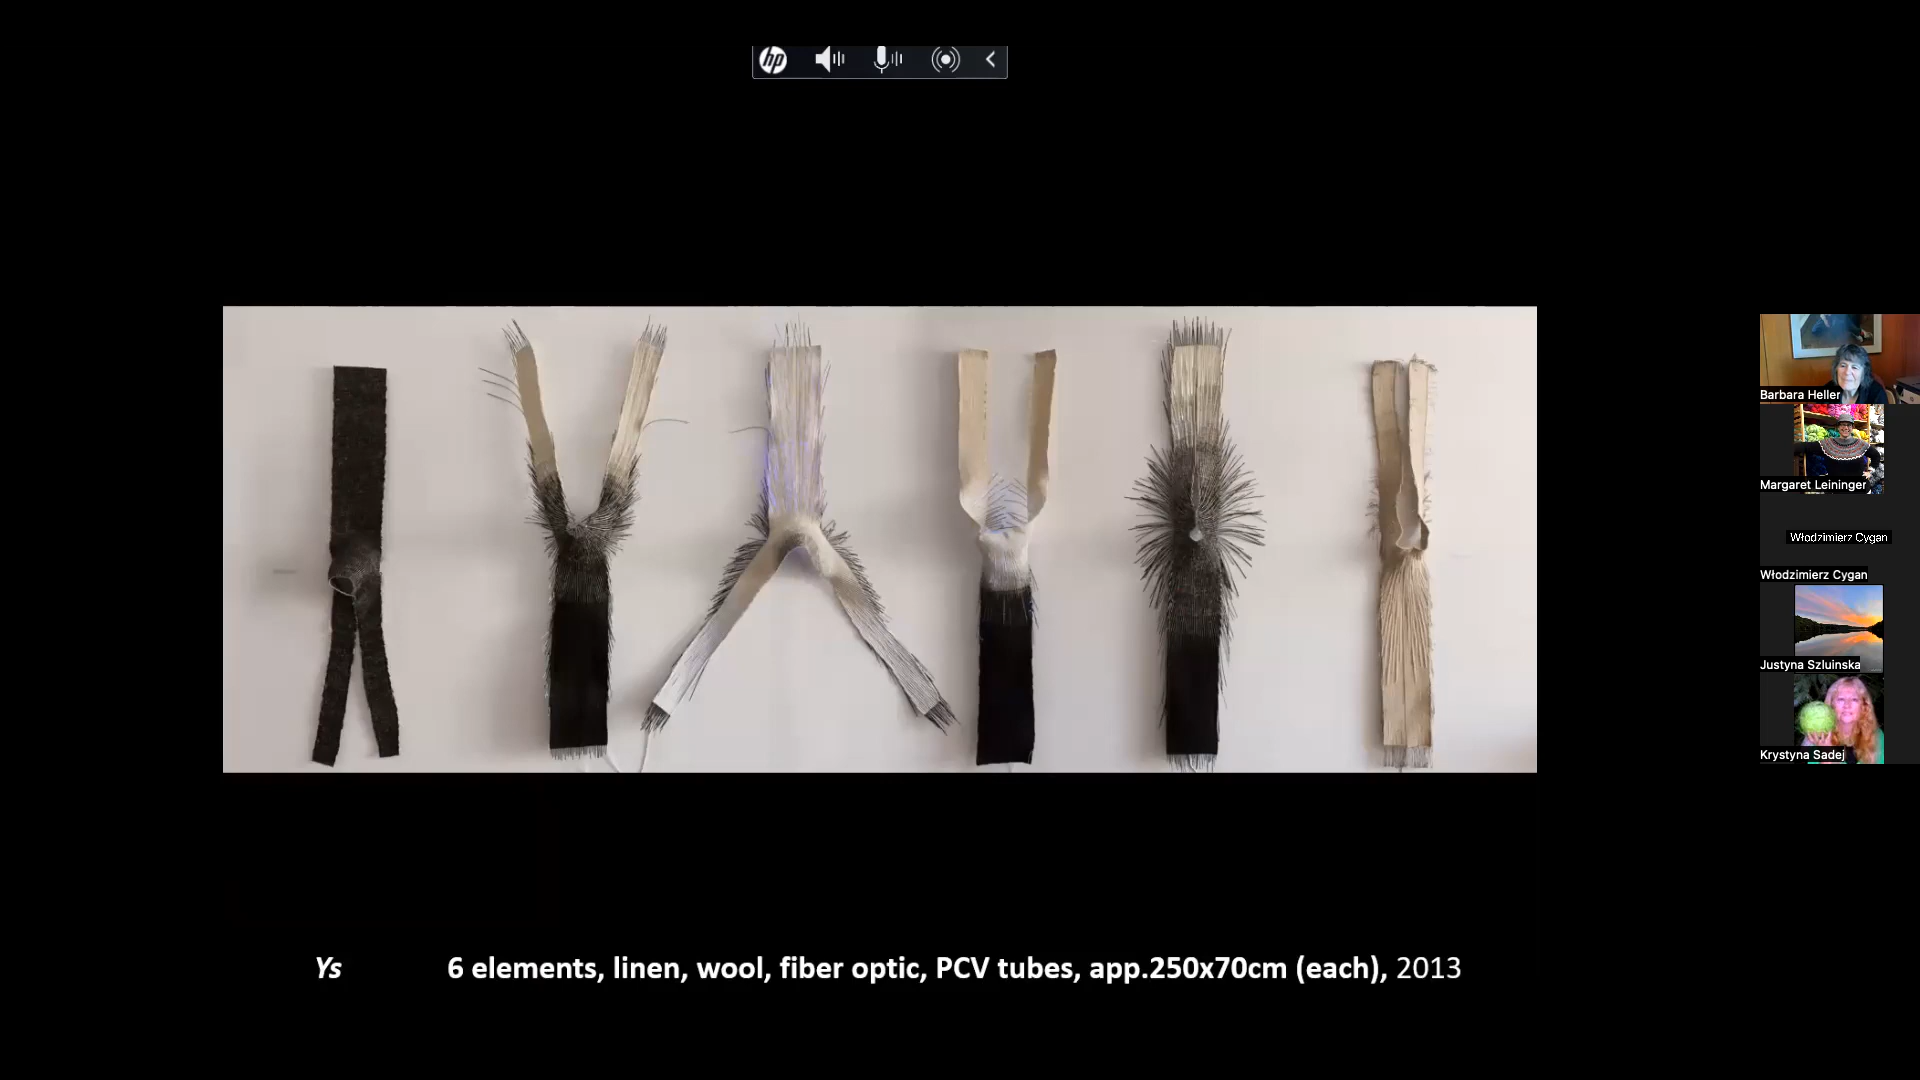 hp
Barbara Heller
Margaret Leininger
Włodzimierz Cygan
Włodzimierz Cygan
Justyna Szluinska
Krystyna Sadej
Ys 6 elements, linen, wool, fiber optic, PCV tubes, app.250x70cm (each), 2013